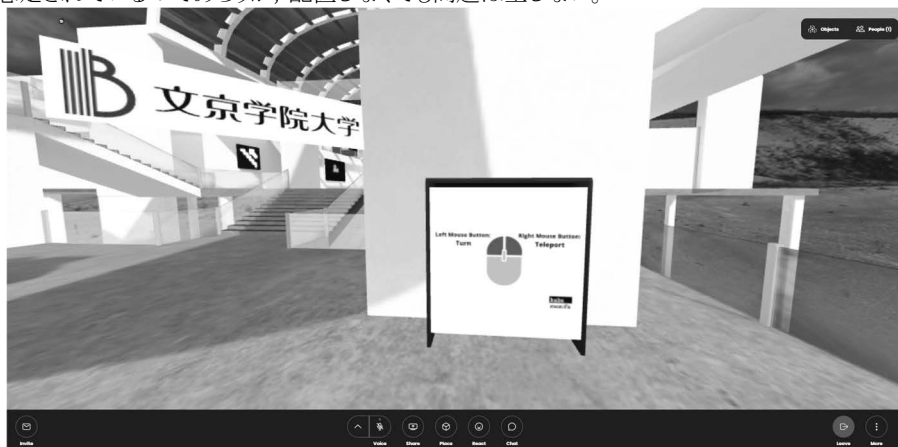 Objects People (1)
文京学院大学
Left Mouse Button:
Turn
Right Mouse Button:
Teleport
Invite
Voice
Share
Place
React
Chat
Leave
More